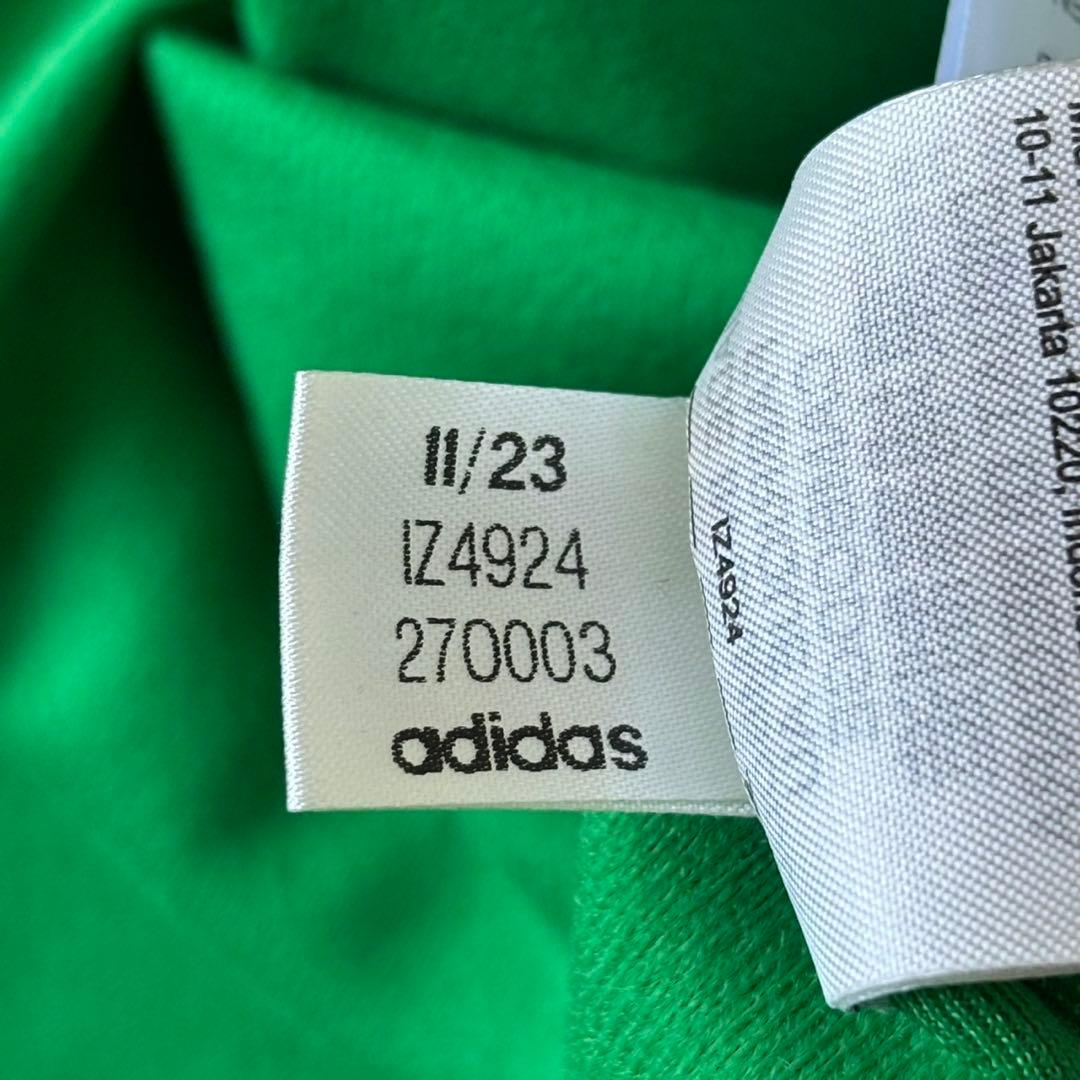 11/23
IZ4924
270003
adidas
IZ4924
10-11 Jakarta 10220,